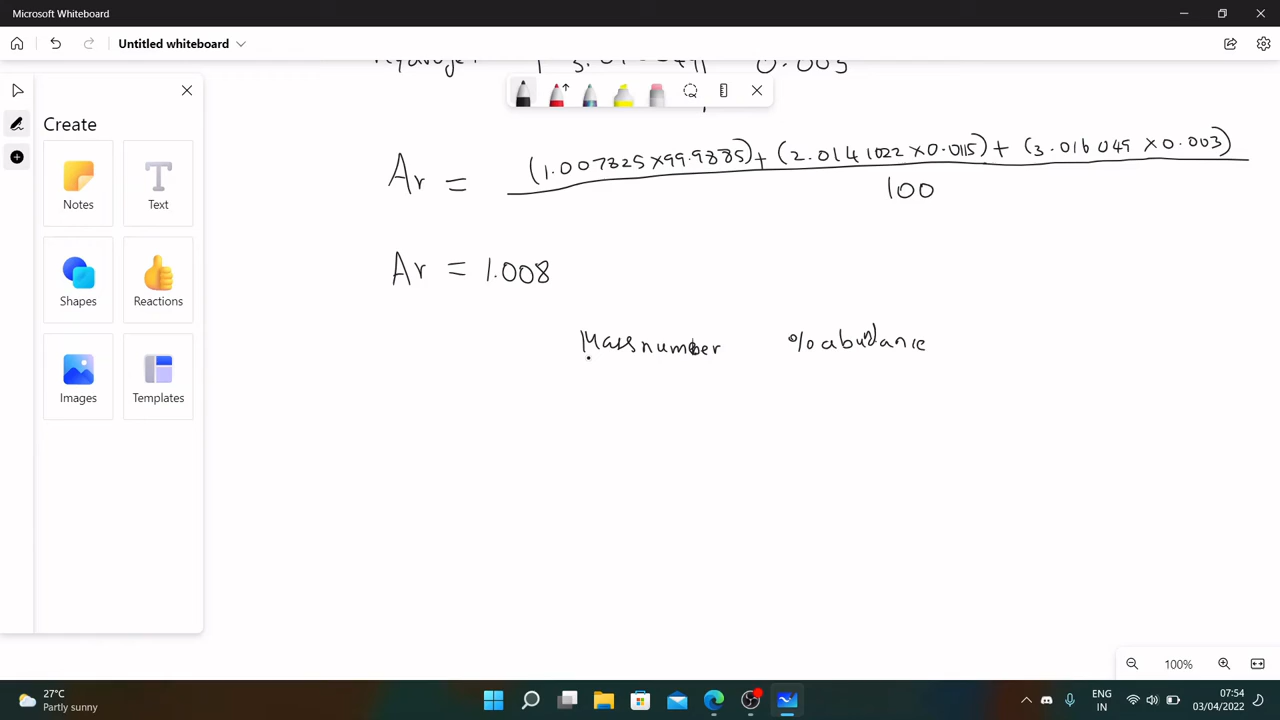 Microsoft Whiteboard
Untitled whiteboard
Create
Notes
Text
Shapes
Reactions
Images
Templates
0.003
Ar = (1.007825×99.9885)+(2.0141022×0.0115)+(3.016049×0.003)
100
Ar = 1.008
Mass number % abundance
100%
27°C
Partly sunny
ENG
IN
07:54
03/04/2022